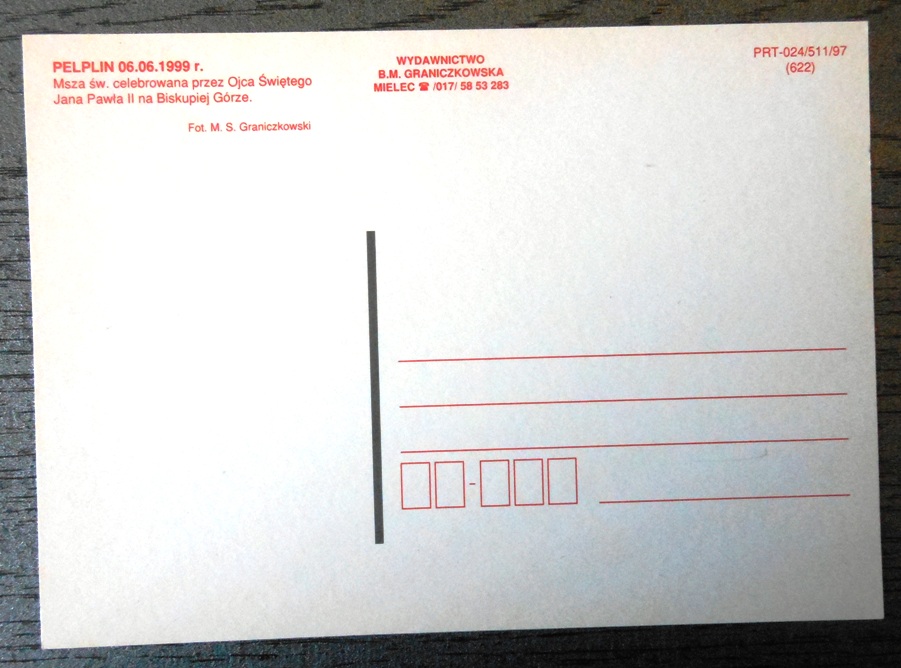 PELPLIN 06.06.1999 r.
Msza św. celebrowana przez Ojca Świętego
Jana Pawła II na Biskupiej Górze.
Fot. M. S. Graniczkowski
WYDAWNICTWO
B.M. GRANICZKOWSKA
MIELEC ☎ /017/ 58 53 283
PRT-024/511/97
(622)